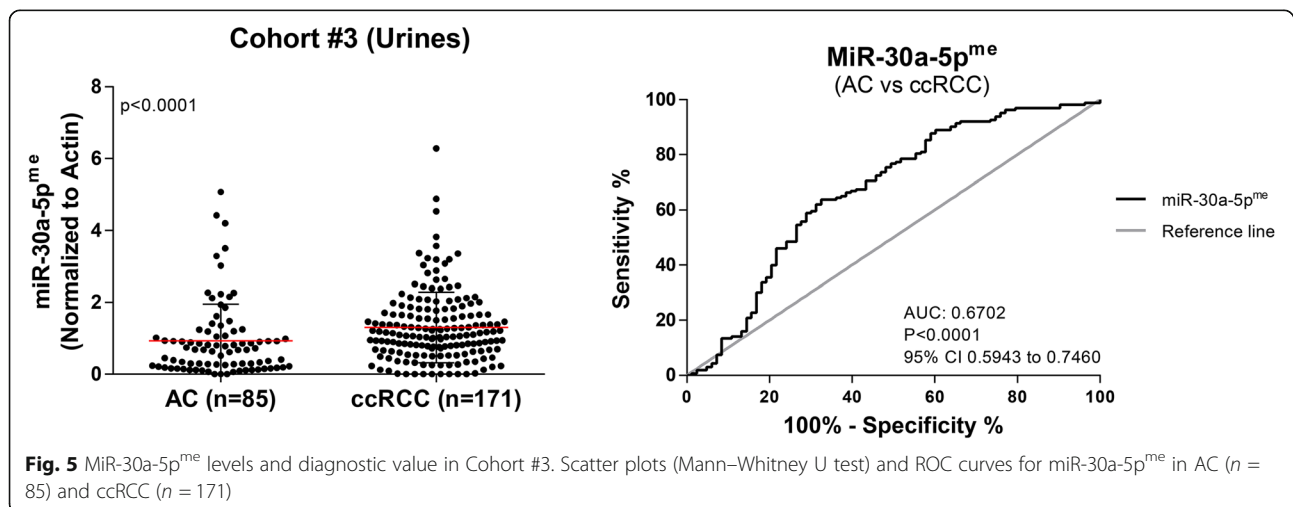 Cohort #3 (Urines)
p<0.0001
miR-30a-5pᵐᵉ
(Normalized to Actin)
8
6
4
2
0
AC (n=85)
ccRCC (n=171)
MiR-30a-5pᵐᵉ
(AC vs ccRCC)
Sensitivity %
100
80
60
40
20
0
0 20 40 60 80 100
100% - Specificity %
AUC: 0.6702
P<0.0001
95% CI 0.5943 to 0.7460
miR-30a-5pᵐᵉ
Reference line
Fig. 5 MiR-30a-5pᵐᵉ levels and diagnostic value in Cohort #3. Scatter plots (Mann–Whitney U test) and ROC curves for miR-30a-5pᵐᵉ in AC (n =
85) and ccRCC (n = 171)